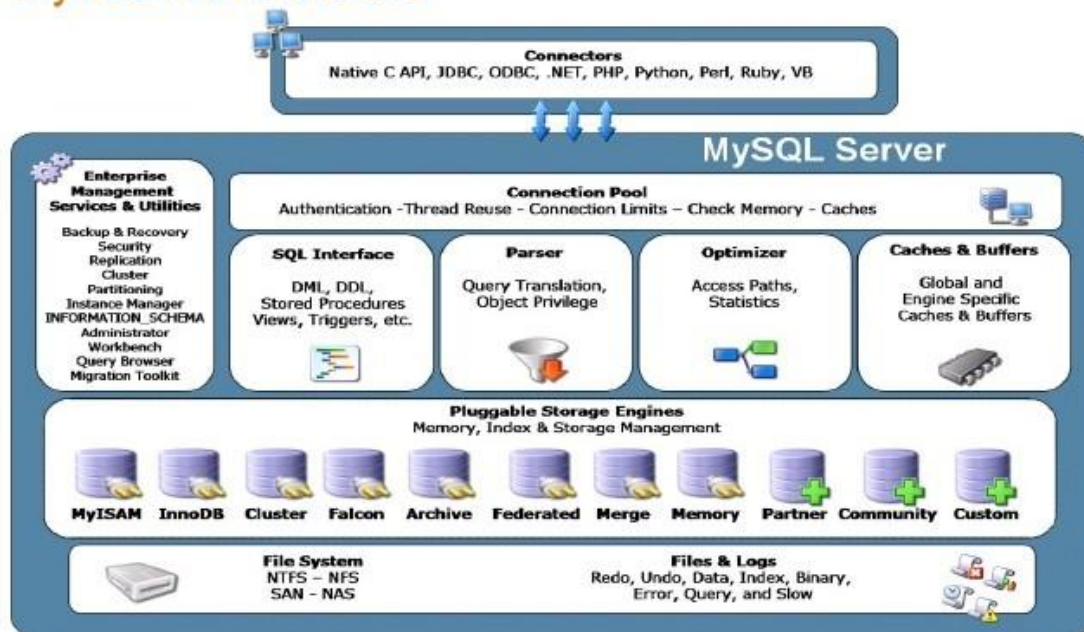 Connectors
Native C API, JDBC, ODBC, .NET, PHP, Python, Perl, Ruby, VB
MySQL Server
Enterprise
Management
Services & Utilities
Backup & Recovery
Security
Replication
Cluster
Partitioning
Instance Manager
INFORMATION_SCHEMA
Administrator
Workbench
Query Browser
Migration Toolkit
Connection Pool
Authentication -Thread Reuse - Connection Limits – Check Memory - Caches
SQL Interface
DML, DDL,
Stored Procedures
Views, Triggers, etc.
Parser
Query Translation,
Object Privilege
Optimizer
Access Paths,
Statistics
Caches & Buffers
Global and
Engine Specific
Caches & Buffers
Pluggable Storage Engines
Memory, Index & Storage Management
MyISAM InnoDB Cluster Falcon Archive Federated Merge Memory Partner Community Custom
File System
NTFS – NFS
SAN – NAS
Files & Logs
Redo, Undo, Data, Index, Binary,
Error, Query, and Slow